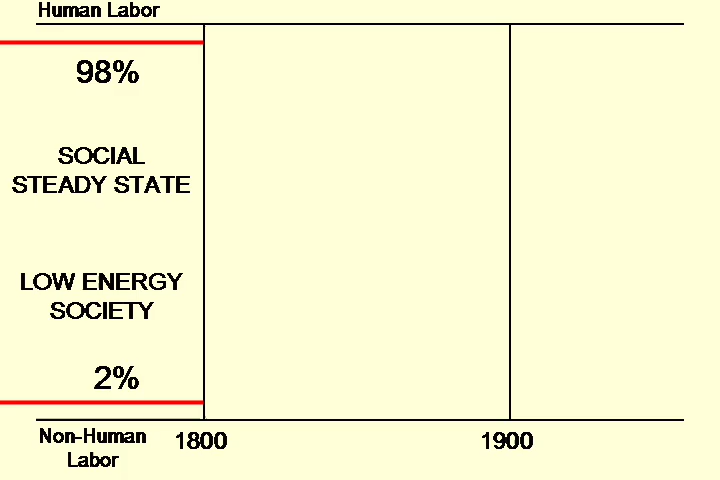 Human Labor
98%
SOCIAL
STEADY STATE
LOW ENERGY
SOCIETY
2%
Non-Human
Labor
1800
1900